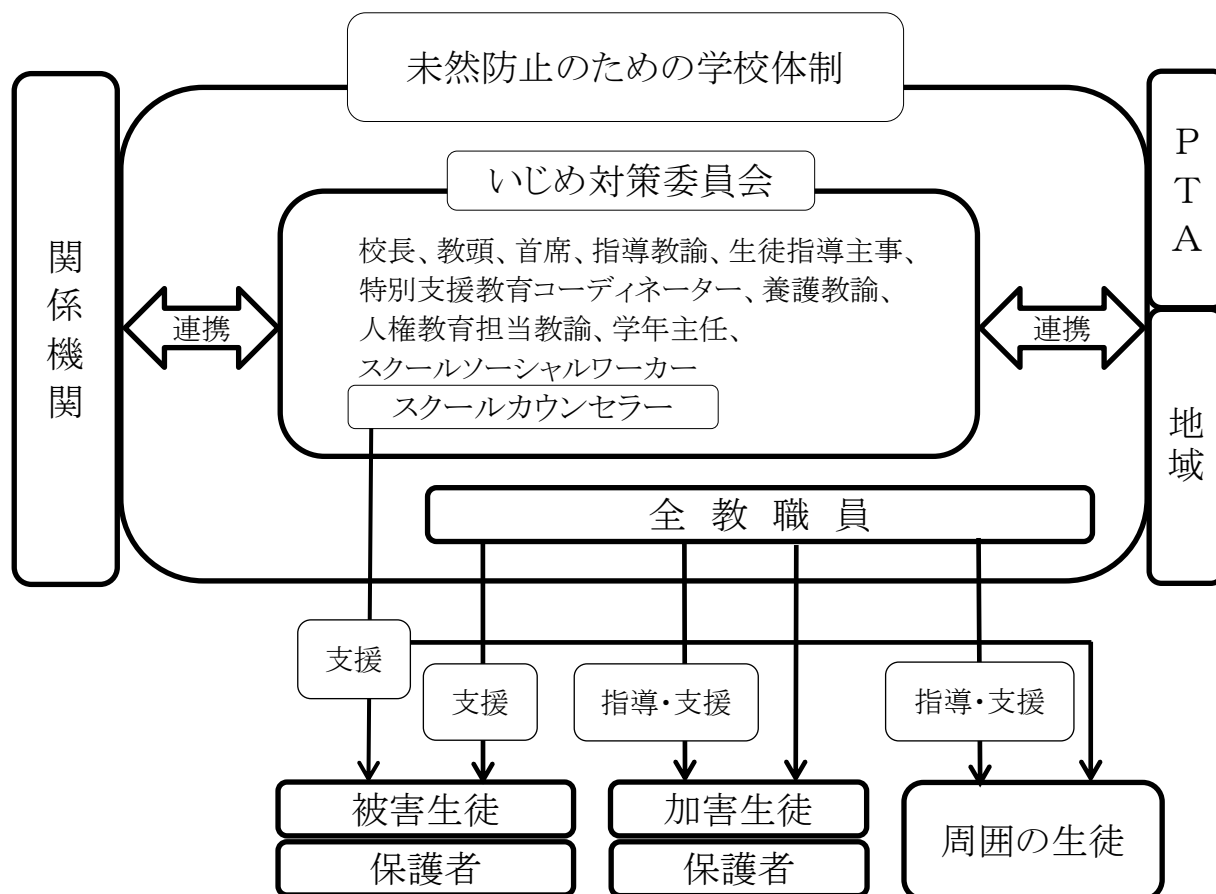 未然防止のための学校体制
いじめ対策委員会
校長、教頭、首席、指導教諭、生徒指導主事、
特別支援教育コーディネーター、養護教諭、
人権教育担当教諭、学年主任、
スクールソーシャルワーカー
スクールカウンセラー
関係機関
連携
連携
PTA
地域
全教職員
支援
支援
指導・支援
指導・支援
被害生徒
保護者
加害生徒
保護者
周囲の生徒